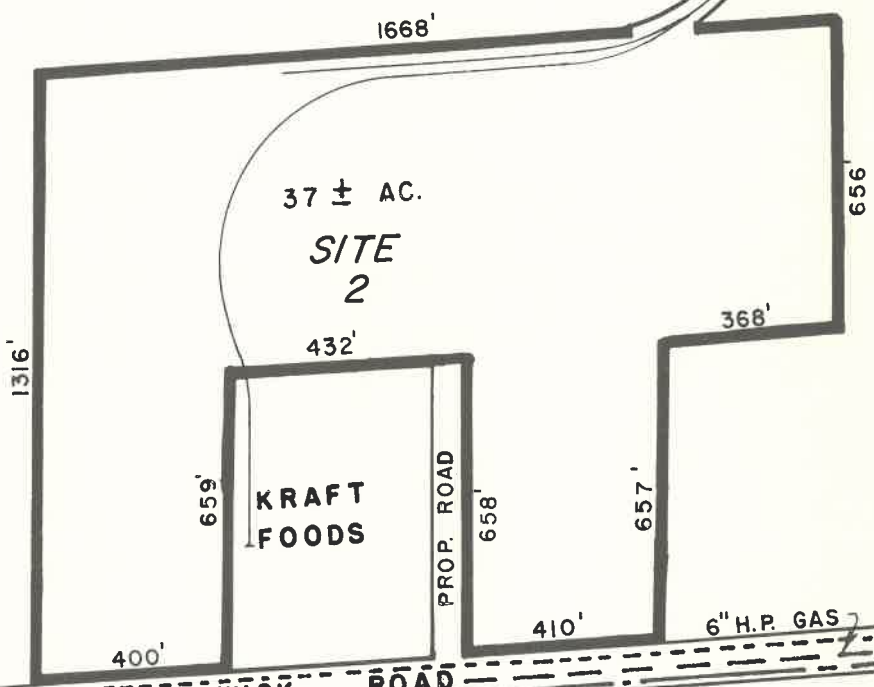 1668'
37 ± AC.
SITE
2
656'
368'
432'
1316'
659'
KRAFT
FOODS
PROP. ROAD
658'
657'
410'
6" H.P. GAS
400'
ROAD